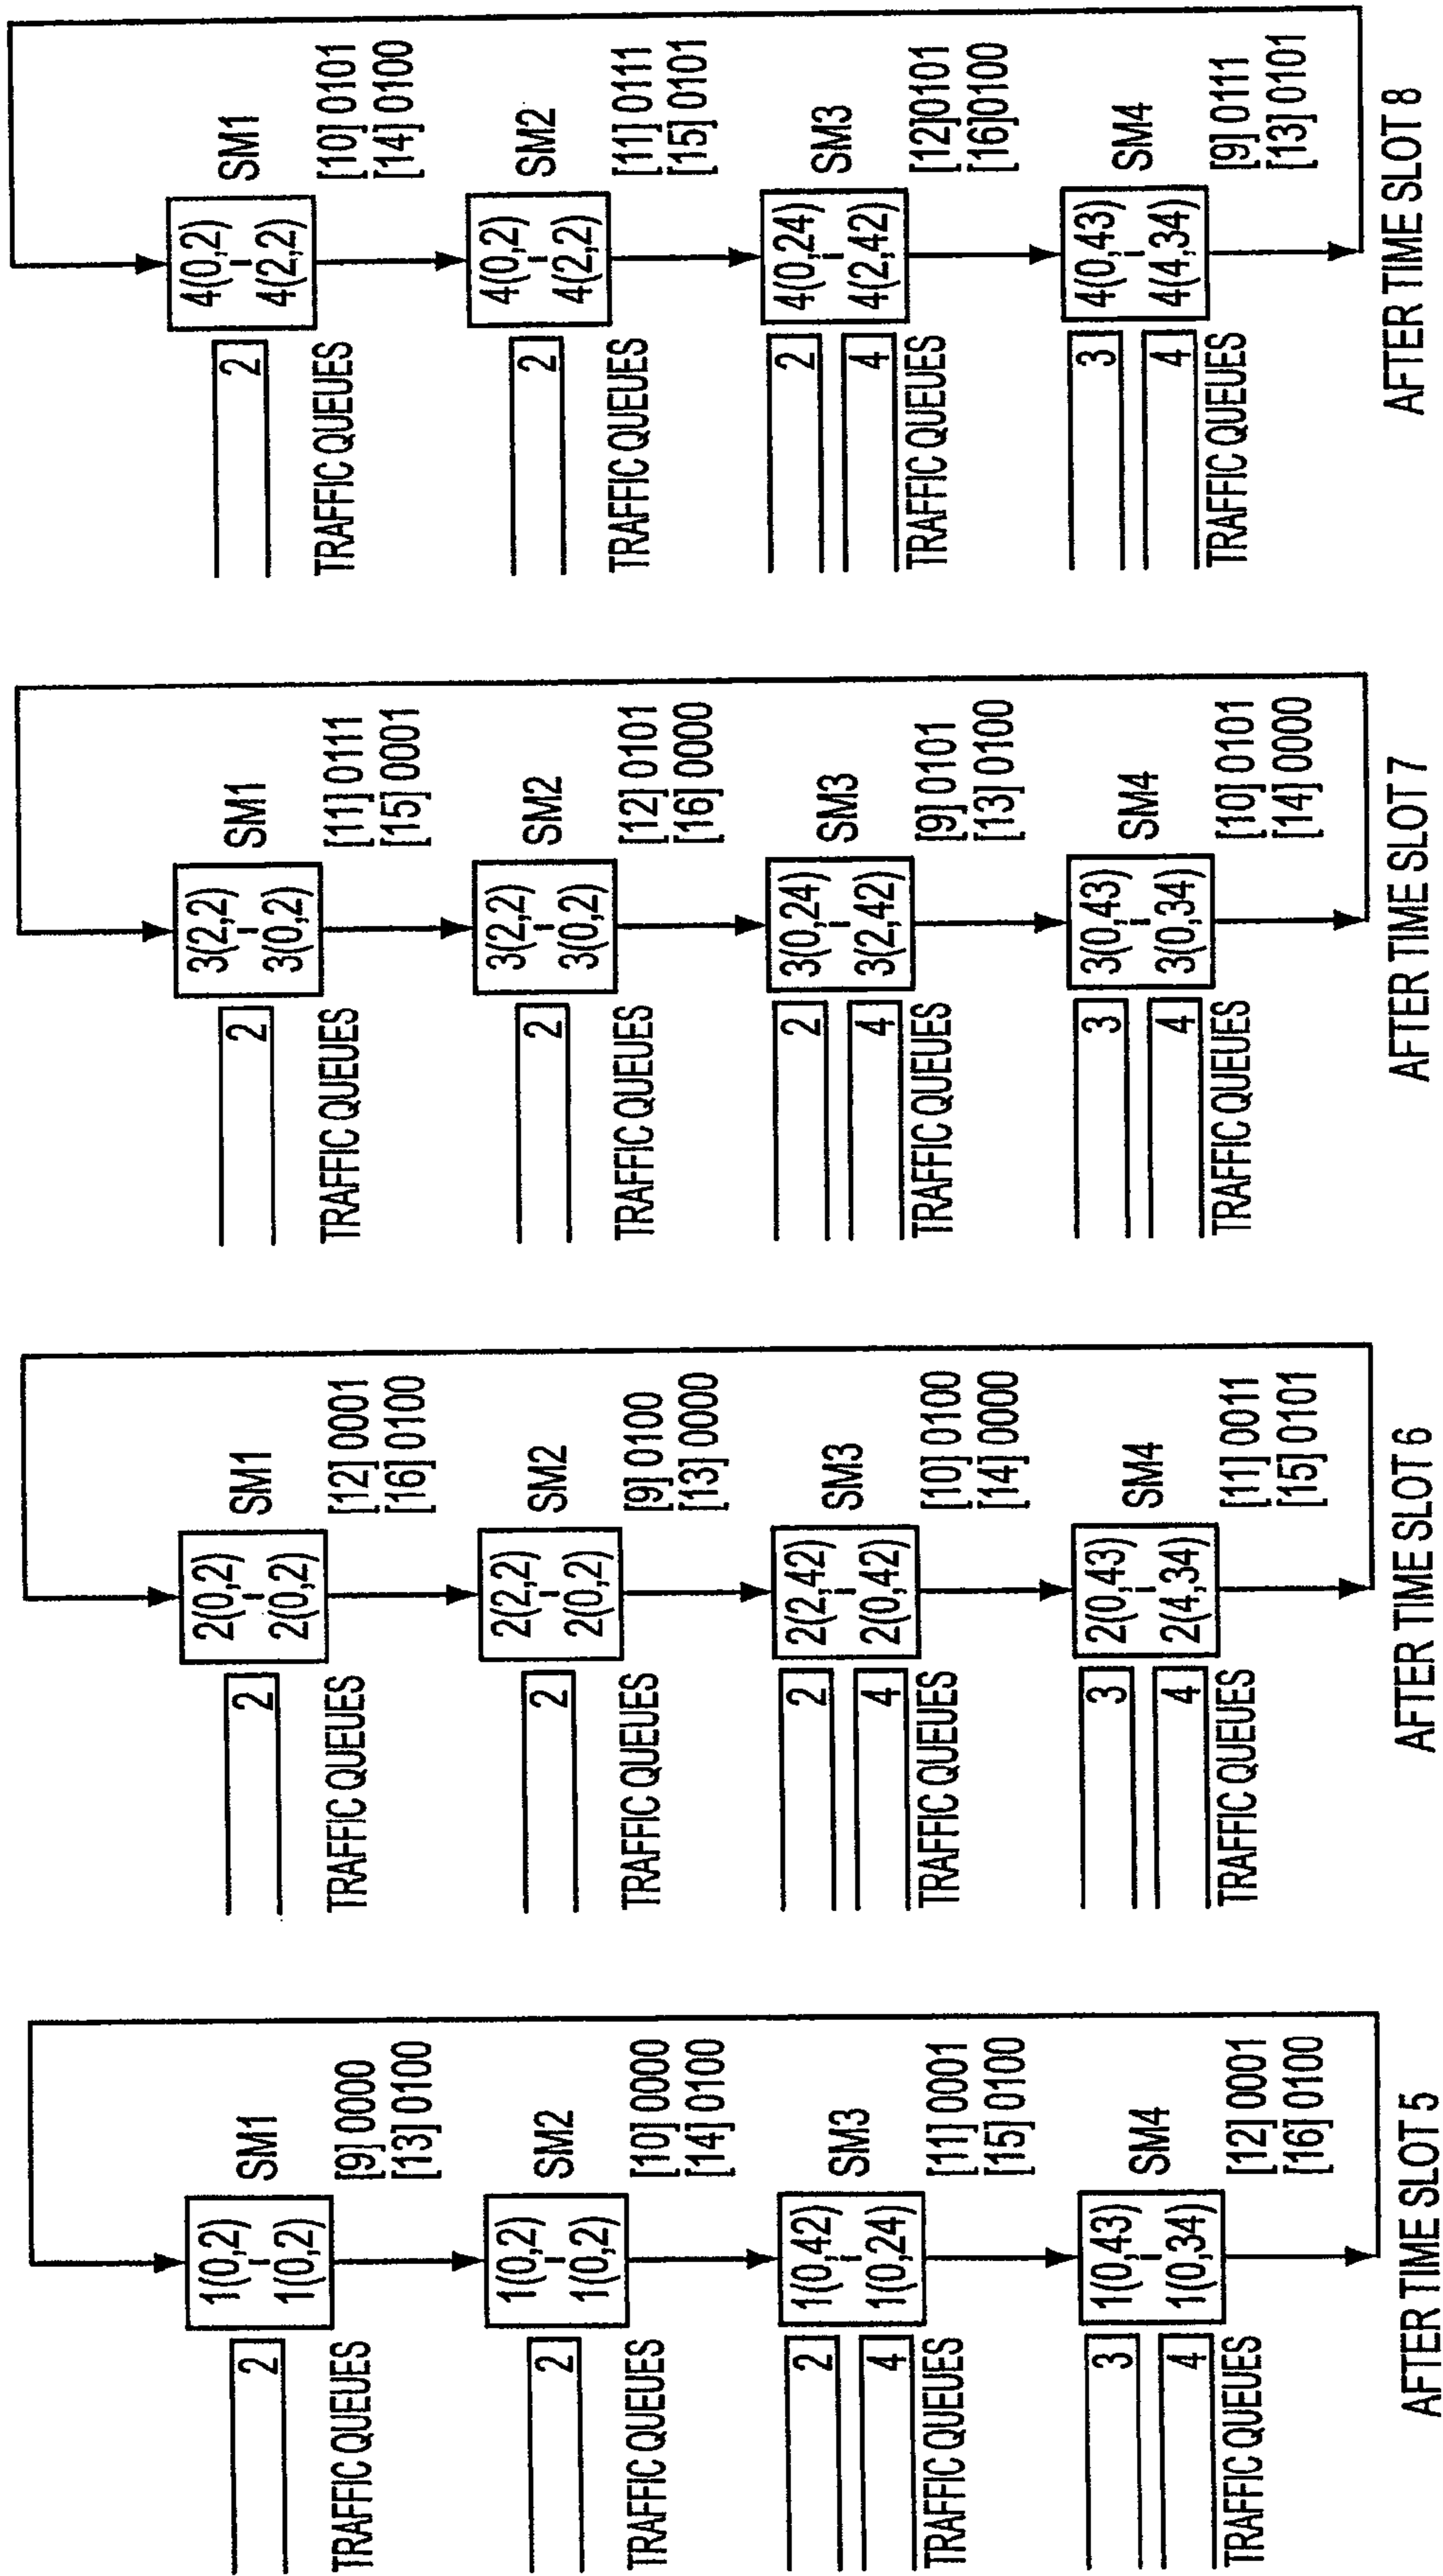 2
1(0,2)
1(0,2)
SM1
TRAFFIC QUEUES
[9] 0000
[13] 0100
2
1(0,2)
1(0,2)
SM2
TRAFFIC QUEUES
[10] 0000
[14] 0100
2
4
1(0,42)
1(0,24)
SM3
TRAFFIC QUEUES
[11] 0001
[15] 0100
3
4
1(0,43)
1(0,34)
SM4
TRAFFIC QUEUES
[12] 0001
[16] 0100
AFTER TIME SLOT 5
2
2(0,2)
2(0,2)
SM1
TRAFFIC QUEUES
[12] 0001
[16] 0100
2
2(2,2)
2(0,2)
SM2
TRAFFIC QUEUES
[9] 0100
[13] 0000
2
4
2(2,42)
2(0,42)
SM3
TRAFFIC QUEUES
[10] 0100
[14] 0000
3
4
2(0,43)
2(4,34)
SM4
TRAFFIC QUEUES
[11] 0011
[15] 0101
AFTER TIME SLOT 6
2
3(2,2)
3(0,2)
SM1
TRAFFIC QUEUES
[11] 0111
[15] 0001
2
3(2,2)
3(0,2)
SM2
TRAFFIC QUEUES
[12] 0101
[16] 0000
2
4
3(0,24)
3(2,42)
SM3
TRAFFIC QUEUES
[9] 0101
[13] 0100
3
4
3(0,43)
3(0,34)
SM4
TRAFFIC QUEUES
[10] 0101
[14] 0000
AFTER TIME SLOT 7
2
4(0,2)
4(2,2)
SM1
TRAFFIC QUEUES
[10] 0101
[14] 0100
2
4(0,2)
4(2,2)
SM2
TRAFFIC QUEUES
[11] 0111
[15] 0101
2
4
4(0,24)
4(2,42)
SM3
TRAFFIC QUEUES
[12]0101
[16]0100
3
4
4(0,43)
4(4,34)
SM4
TRAFFIC QUEUES
[9] 0111
[13] 0101
AFTER TIME SLOT 8